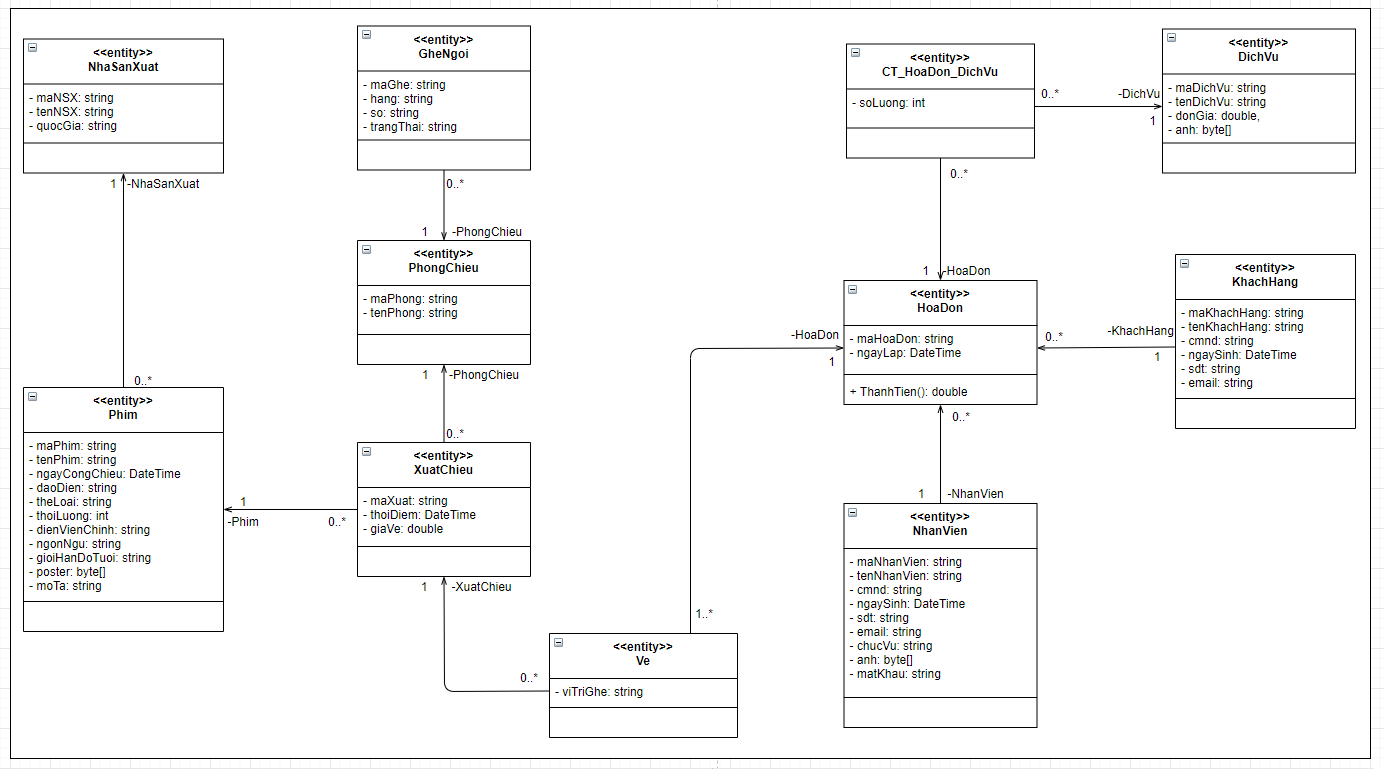 <<entity>>
NhaSanXuat
- maNSX: string
- tenNSX: string
- quocGia: string
1
-NhaSanXuat
0..*
<<entity>>
Phim
- maPhim: string
- tenPhim: string
- ngayCongChieu: DateTime
- daoDien: string
- theLoai: string
- thoiLuong: int
- dienVienChinh: string
- ngonNgu: string
- gioiHanDoTuoi: string
- poster: byte[]
- moTa: string
<<entity>>
GheNgoi
- maGhe: string
- hang: string
- so: string
- trangThai: string
0..*
1
-PhongChieu
<<entity>>
PhongChieu
- maPhong: string
- tenPhong: string
1
-PhongChieu
0..*
<<entity>>
XuatChieu
- maXuat: string
- thoiDiem: DateTime
- giaVe: double
1
-Phim
0..*
1
-XuatChieu
0..*
<<entity>>
Ve
- viTriGhe: string
1..*
-HoaDon
1
<<entity>>
CT_HoaDon_DichVu
- soLuong: int
0..*
-DichVu
1
<<entity>>
DichVu
- maDichVu: string
- tenDichVu: string
- donGia: double,
- anh: byte[]
0..*
1
-HoaDon
<<entity>>
HoaDon
- maHoaDon: string
- ngayLap: DateTime
+ ThanhTien(): double
0..*
-KhachHang
1
<<entity>>
KhachHang
- maKhachHang: string
- tenKhachHang: string
- cmnd: string
- ngaySinh: DateTime
- sdt: string
- email: string
0..*
1
-NhanVien
<<entity>>
NhanVien
- maNhanVien: string
- tenNhanVien: string
- cmnd: string
- ngaySinh: DateTime
- sdt: string
- email: string
- chucVu: string
- anh: byte[]
- matKhau: string